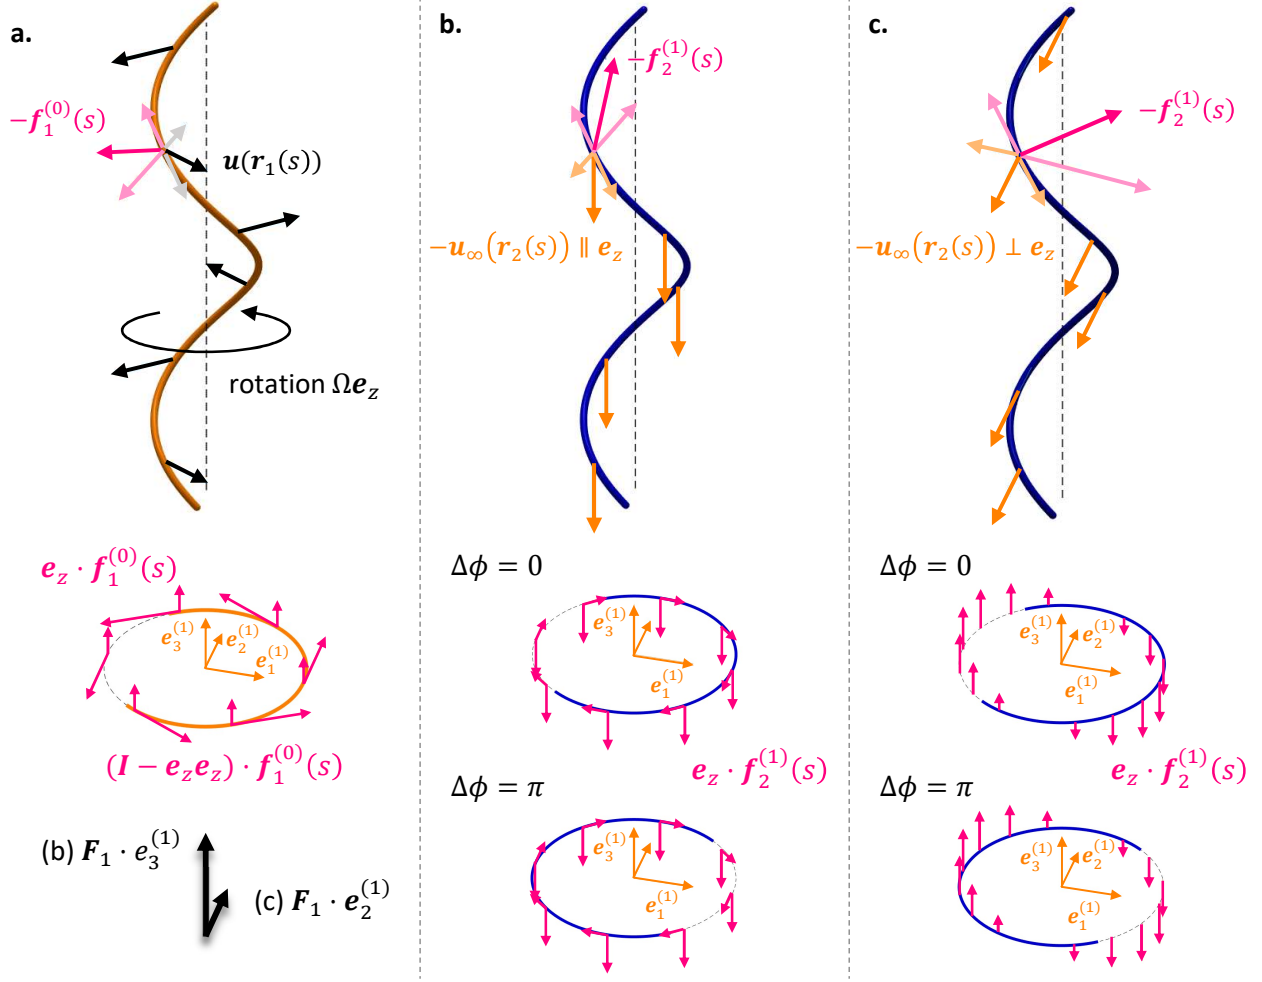 a.
−f₁⁽⁰⁾(s)
u(r₁(s))
rotation Ωe_z
e_z · f₁⁽⁰⁾(s)
e₃⁽¹⁾
e₂⁽¹⁾
e₁⁽¹⁾
(I − e_z e_z) · f₁⁽⁰⁾(s)
(b) F₁ · e₃⁽¹⁾
(c) F₁ · e₂⁽¹⁾
b.
−f₂⁽¹⁾(s)
−u_∞(r₂(s)) ∥ e_z
Δϕ = 0
e₃⁽¹⁾
e₁⁽¹⁾
e_z · f₂⁽¹⁾(s)
Δϕ = π
e₃⁽¹⁾
e₁⁽¹⁾
c.
−f₂⁽¹⁾(s)
−u_∞(r₂(s)) ⊥ e_z
Δϕ = 0
e₃⁽¹⁾
e₂⁽¹⁾
e₁⁽¹⁾
e_z · f₂⁽¹⁾(s)
Δϕ = π
e₃⁽¹⁾
e₂⁽¹⁾
e₁⁽¹⁾